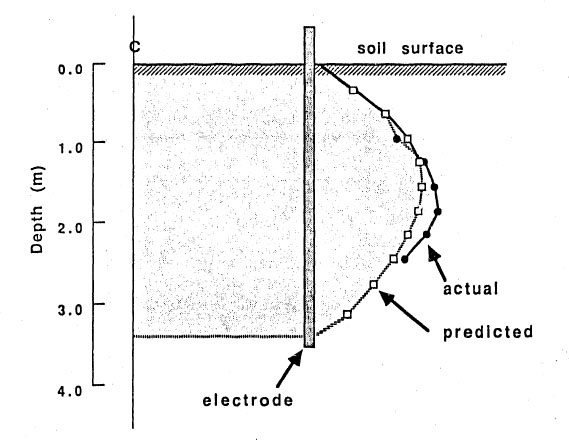 C
soil surface
0.0
1.0
2.0
3.0
4.0
Depth (m)
actual
predicted
electrode